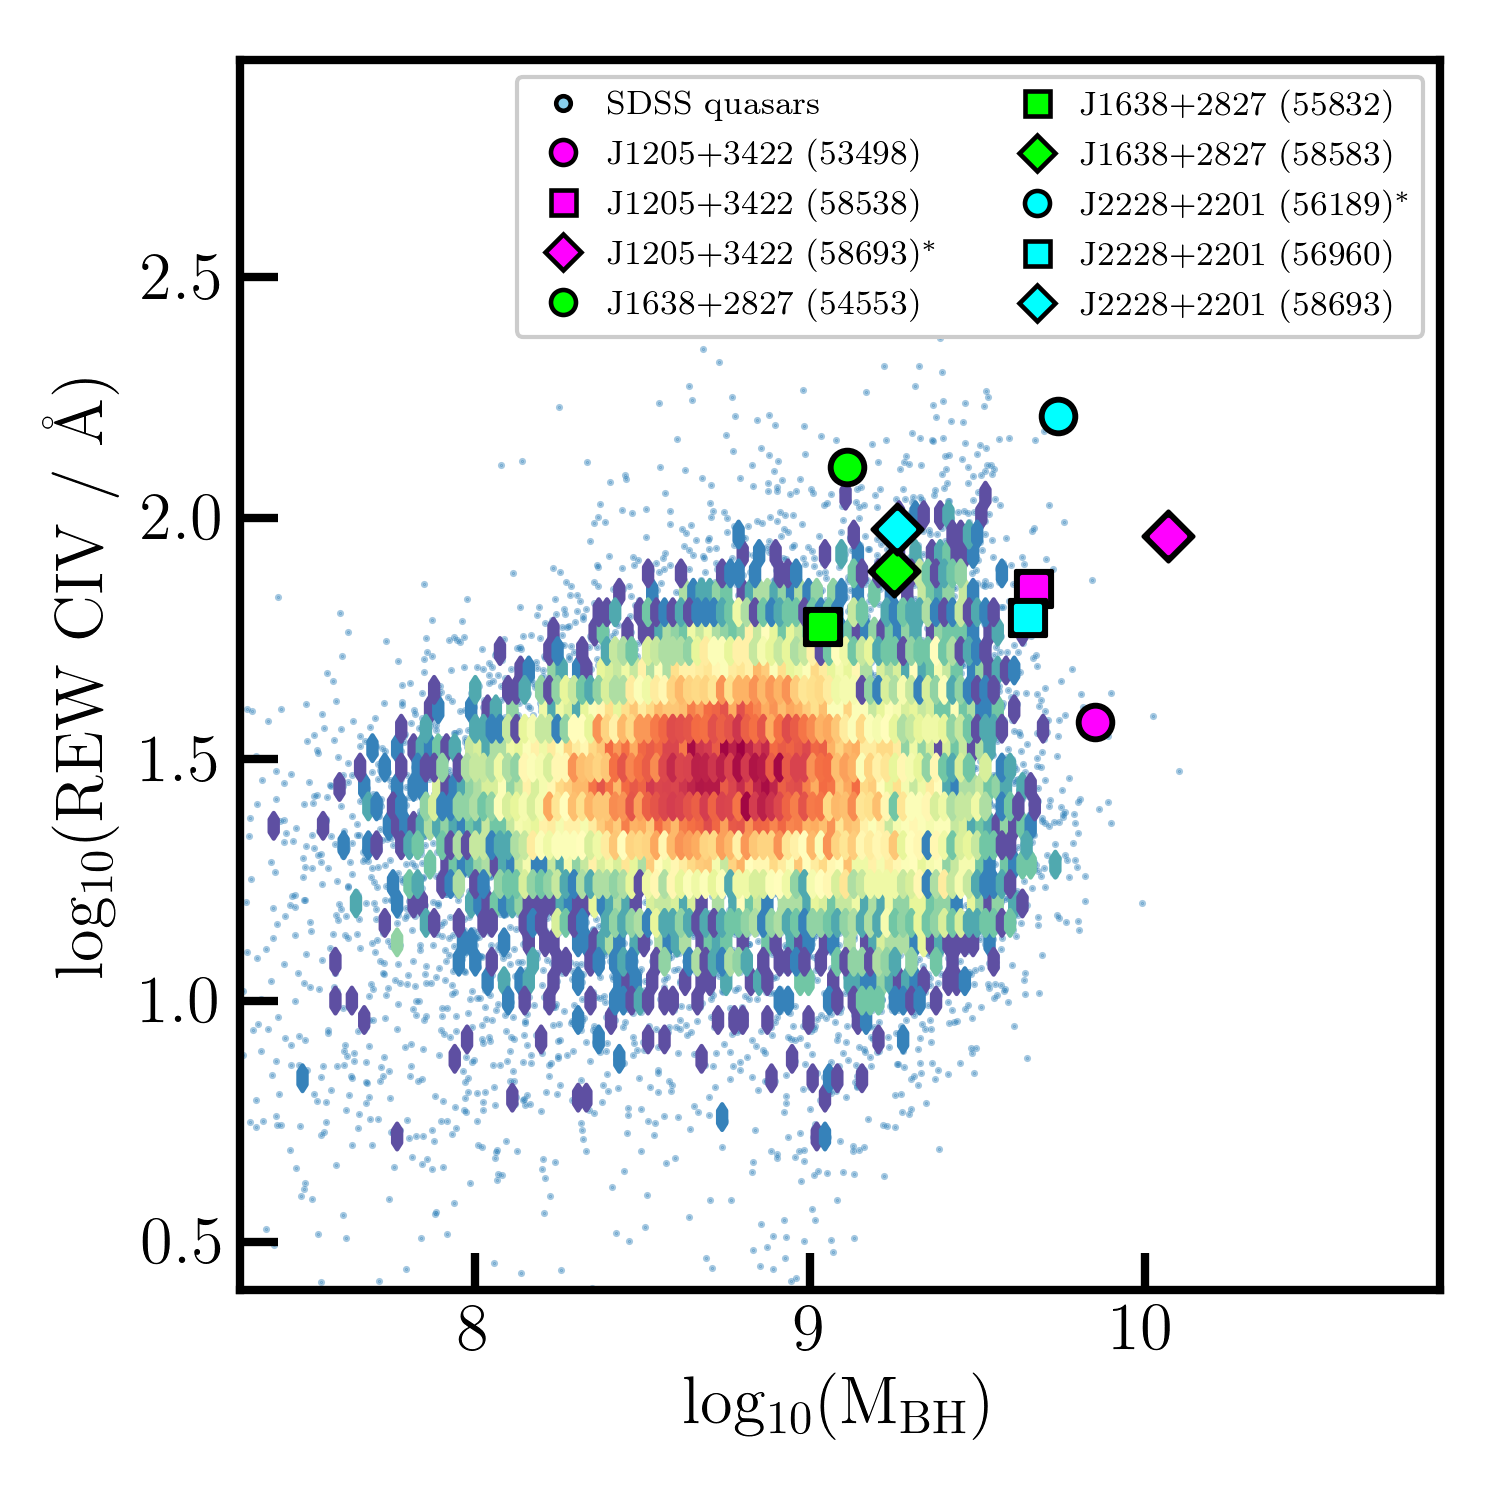 SDSS quasars
J1205+3422 (53498)
J1205+3422 (58538)
J1205+3422 (58693)*
J1638+2827 (54553)
J1638+2827 (55832)
J1638+2827 (58583)
J2228+2201 (56189)*
J2228+2201 (56960)
J2228+2201 (58693)
log₁₀(REW CIV / Å)
2.5
2.0
1.5
1.0
0.5
8
9
10
log₁₀(M_BH)